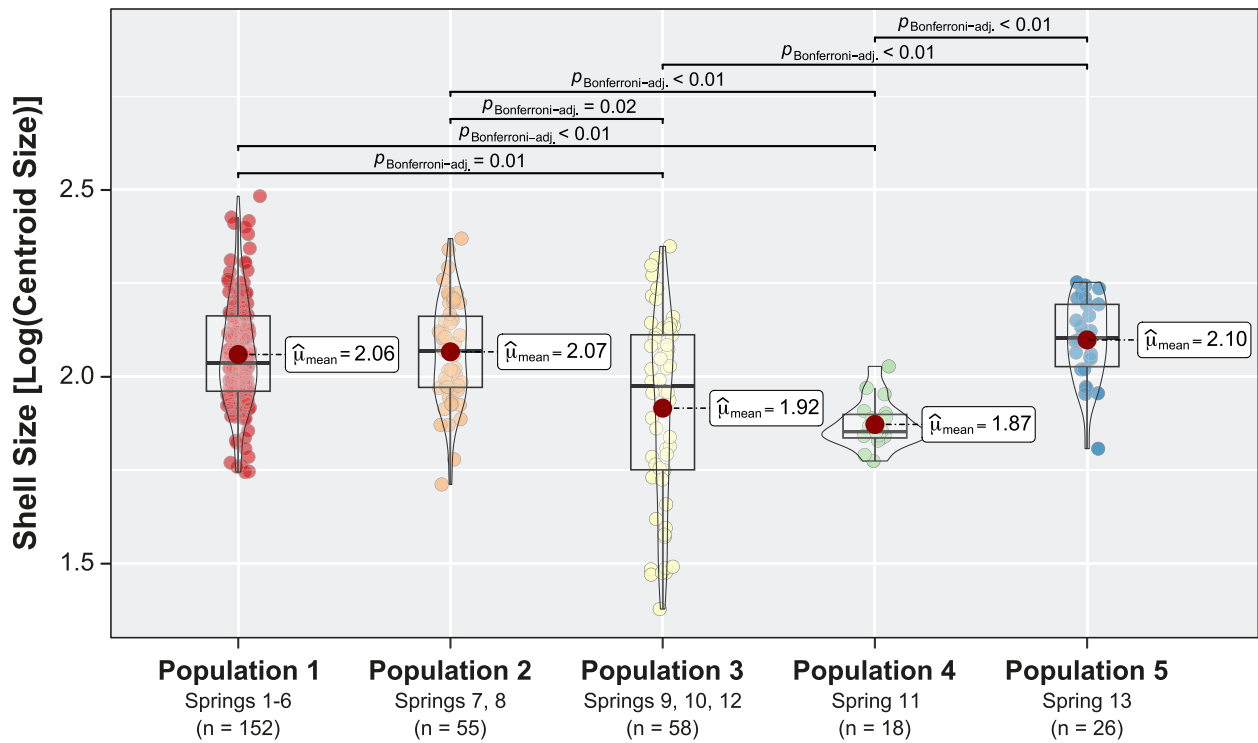 pBonferroni−adj. < 0.01
pBonferroni−adj. < 0.01
pBonferroni−adj. < 0.01
pBonferroni−adj. = 0.02
pBonferroni−adj. < 0.01
pBonferroni−adj. = 0.01
Shell Size [Log(Centroid Size)]
2.5
2.0
1.5
μ̂mean = 2.06
μ̂mean = 2.07
μ̂mean = 1.92
μ̂mean = 1.87
μ̂mean = 2.10
Population 1
Springs 1-6
(n = 152)
Population 2
Springs 7, 8
(n = 55)
Population 3
Springs 9, 10, 12
(n = 58)
Population 4
Spring 11
(n = 18)
Population 5
Spring 13
(n = 26)